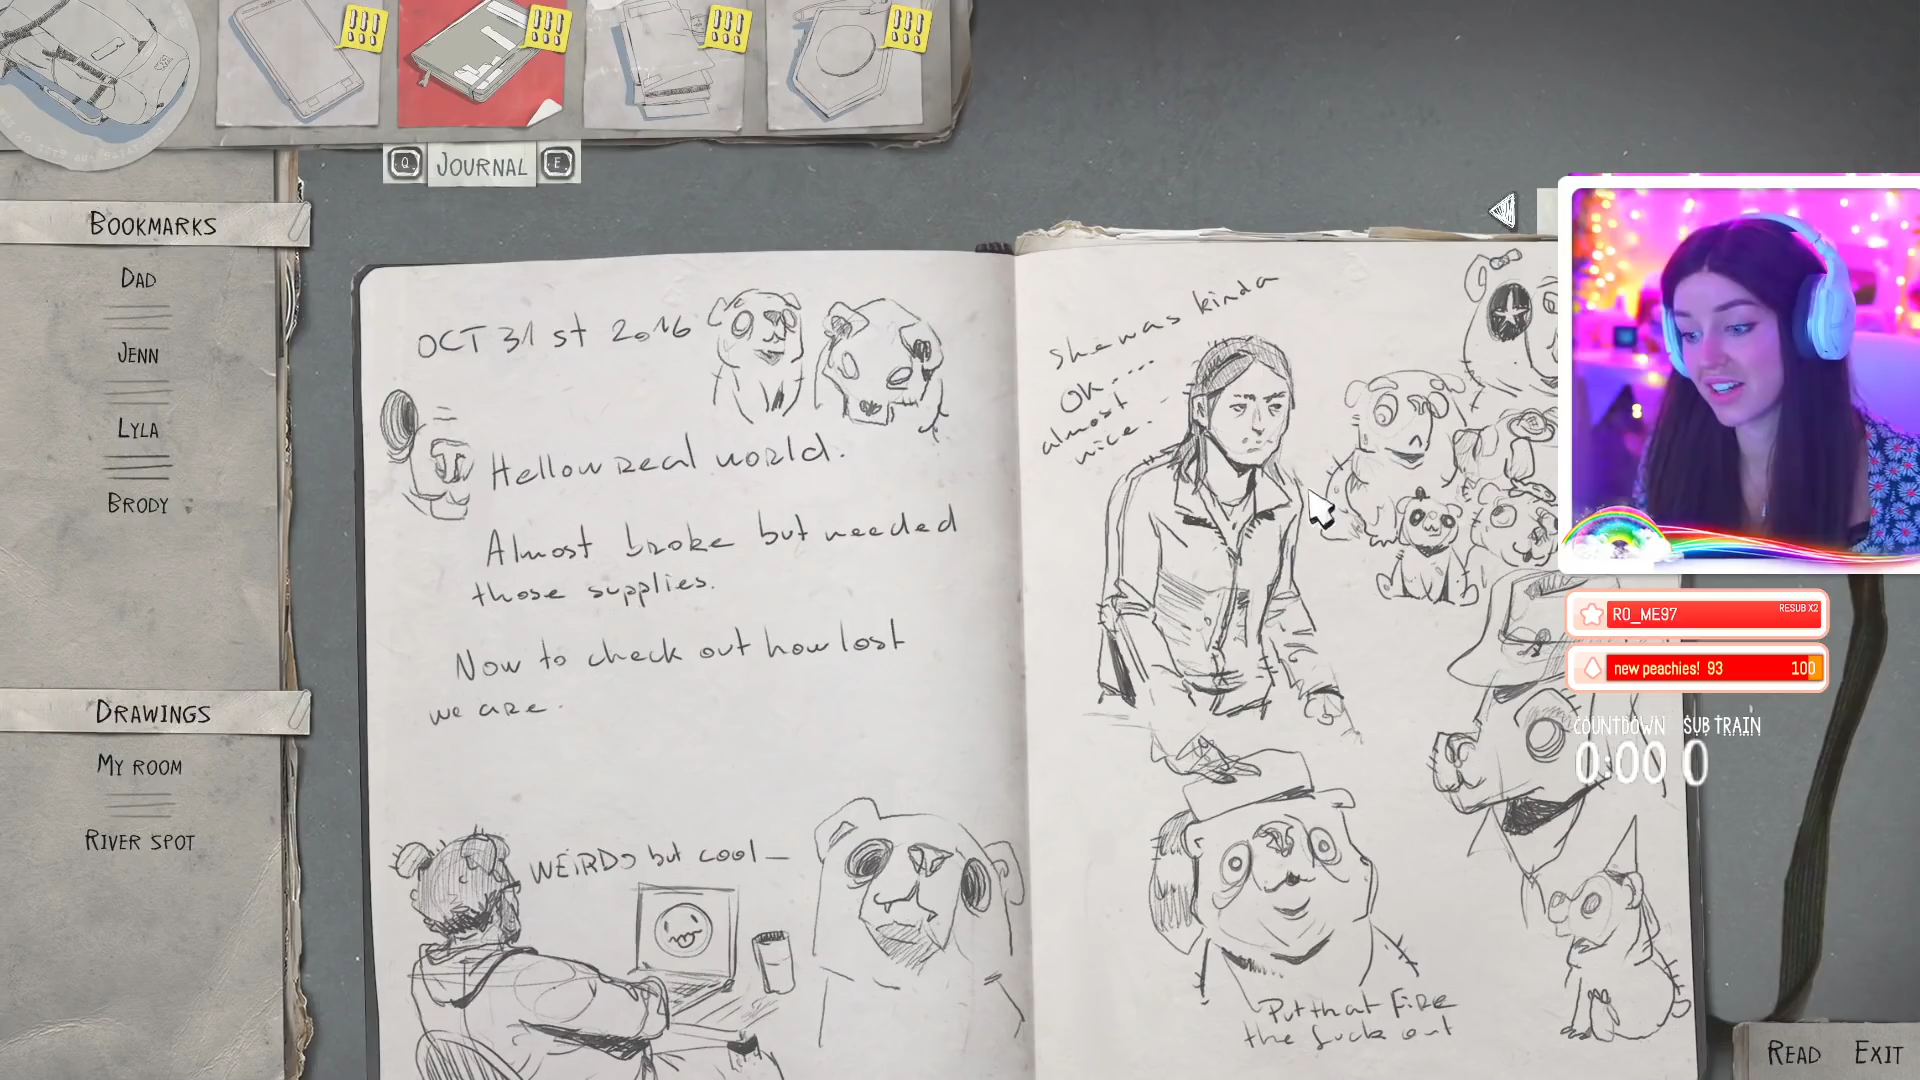 !!!
!!!
!!!
!!!
Q JOURNAL E
BOOKMARKS
DAD
JENN
LYLA
BRODY
DRAWINGS
MY ROOM
RIVER SPOT
OCT 31 st 2016
Hellow real world.
Almost broke but needed
those supplies.
Now to check out how lost
we are.
WEIRDO but cool—
she was kinda
OK....
almost
nice.
Put that FIRE
the fuck out
RO_ME97 RESUB X2
new peachies! 93 100
COUNTDOWN SUB TRAIN
0:00 0
READ EXIT